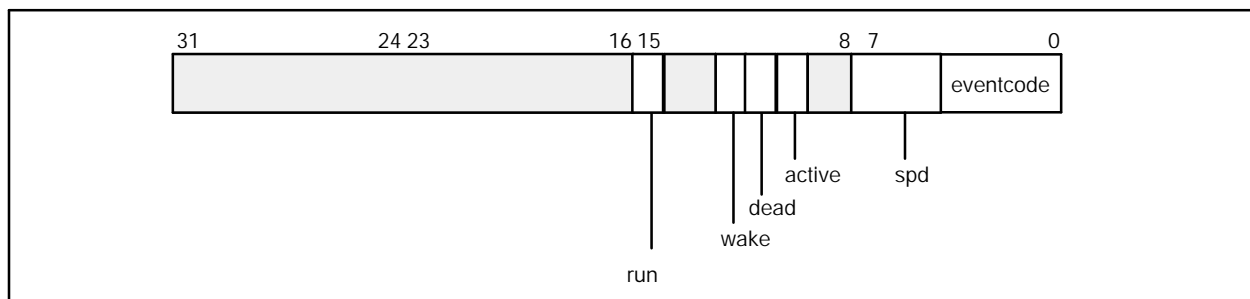 31 24 23 16 15 8 7 0
eventcode
active spd
dead
wake
run